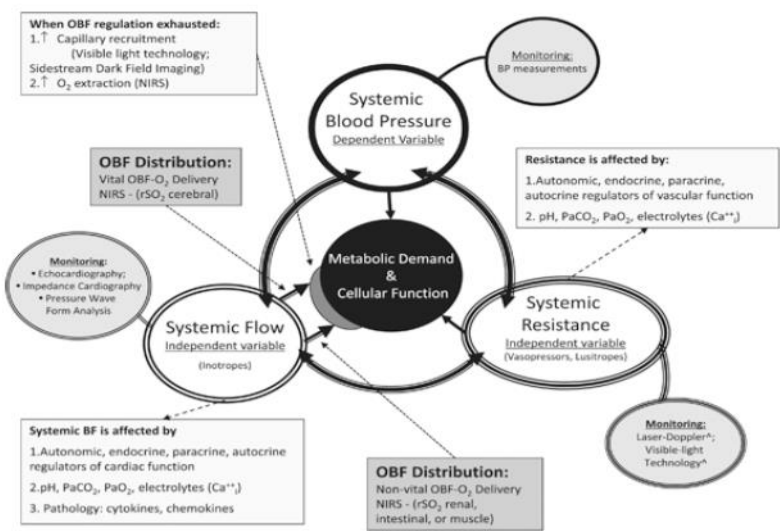 When OBF regulation exhausted:
1.↑ Capillary recruitment
(Visible light technology;
Sidestream Dark Field Imaging)
2.↑ O₂ extraction (NIRS)
Monitoring:
BP measurements
Systemic
Blood Pressure
Dependent Variable
OBF Distribution:
Vital OBF-O₂ Delivery
NIRS - (rSO₂ cerebral)
Resistance is affected by:
1.Autonomic, endocrine, paracrine,
autocrine regulators of vascular function
2. pH, PaCO₂, PaO₂, electrolytes (Ca⁺⁺ᵢ)
Metabolic Demand
&
Cellular Function
Monitoring:
• Echocardiography;
• Impedance Cardiography
• Pressure Wave
Form Analysis
Systemic Flow
Independent variable
(Inotropes)
Systemic
Resistance
Independent variable
(Vasopressors, Lusitropes)
Systemic BF is affected by
1.Autonomic, endocrine, paracrine, autocrine
regulators of cardiac function
2.pH, PaCO₂, PaO₂, electrolytes (Ca⁺⁺ᵢ)
3. Pathology: cytokines, chemokines
OBF Distribution:
Non-vital OBF-O₂ Delivery
NIRS - (rSO₂ renal,
intestinal, or muscle)
Monitoring:
Laser-Doppler^;
Visible-light
Technology^